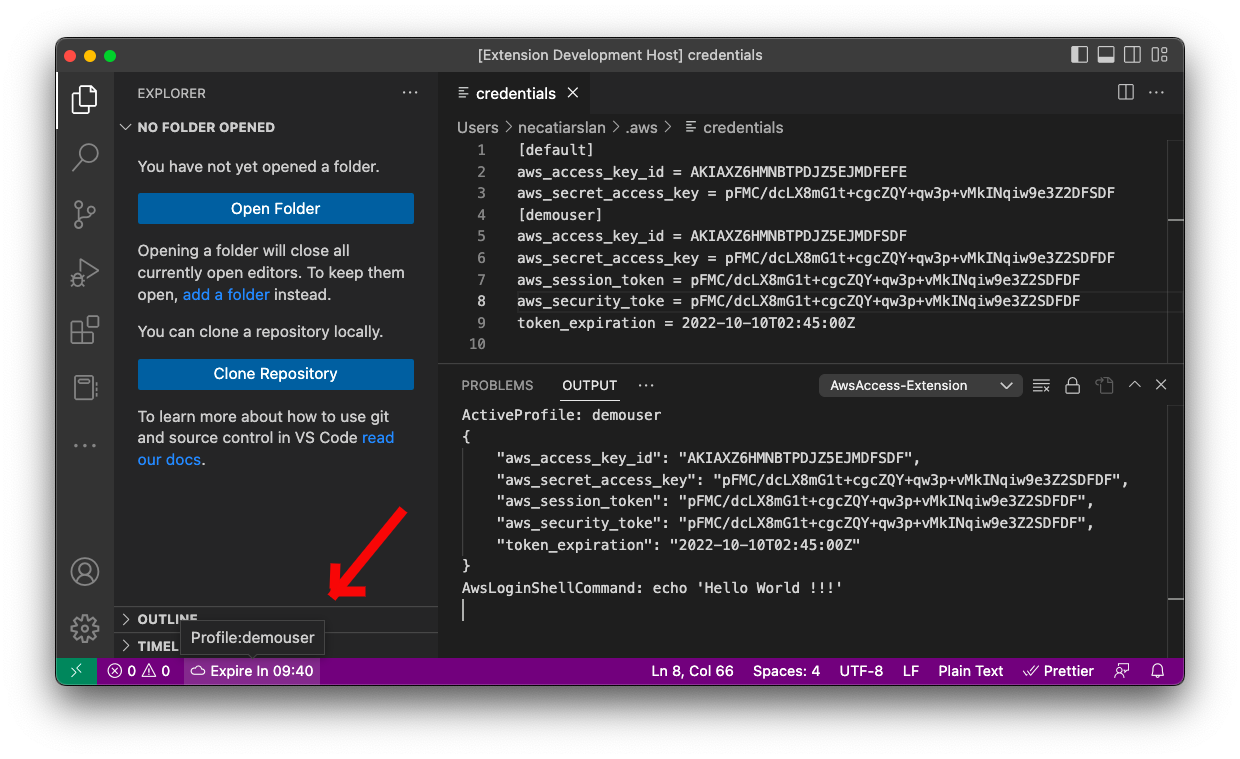 [Extension Development Host] credentials
EXPLORER
credentials
NO FOLDER OPENED
Users > necatiarslan > .aws > credentials
You have not yet opened a folder.
Open Folder
Opening a folder will close all
currently open editors. To keep them
open, add a folder instead.
You can clone a repository locally.
Clone Repository
To learn more about how to use git
and source control in VS Code read
our docs.
OUTLINE
TIMEL
Profile:demouser
1 [default]
2 aws_access_key_id = AKIAXZ6HMNBTPDJZ5EJMDFEFE
3 aws_secret_access_key = pFMC/dcLX8mG1t+cgcZQY+qw3p+vMkINqiw9e3Z2DFSDF
4 [demouser]
5 aws_access_key_id = AKIAXZ6HMNBTPDJZ5EJMDFSDF
6 aws_secret_access_key = pFMC/dcLX8mG1t+cgcZQY+qw3p+vMkINqiw9e3Z2SDFDF
7 aws_session_token = pFMC/dcLX8mG1t+cgcZQY+qw3p+vMkINqiw9e3Z2SDFDF
8 aws_security_toke = pFMC/dcLX8mG1t+cgcZQY+qw3p+vMkINqiw9e3Z2SDFDF
9 token_expiration = 2022-10-10T02:45:00Z
10
PROBLEMS OUTPUT AwsAccess-Extension
ActiveProfile: demouser
{
"aws_access_key_id": "AKIAXZ6HMNBTPDJZ5EJMDFSDF",
"aws_secret_access_key": "pFMC/dcLX8mG1t+cgcZQY+qw3p+vMkINqiw9e3Z2SDFDF",
"aws_session_token": "pFMC/dcLX8mG1t+cgcZQY+qw3p+vMkINqiw9e3Z2SDFDF",
"aws_security_toke": "pFMC/dcLX8mG1t+cgcZQY+qw3p+vMkINqiw9e3Z2SDFDF",
"token_expiration": "2022-10-10T02:45:00Z"
}
AwsLoginShellCommand: echo 'Hello World !!!'
0 0 Expire In 09:40 Ln 8, Col 66 Spaces: 4 UTF-8 LF Plain Text Prettier